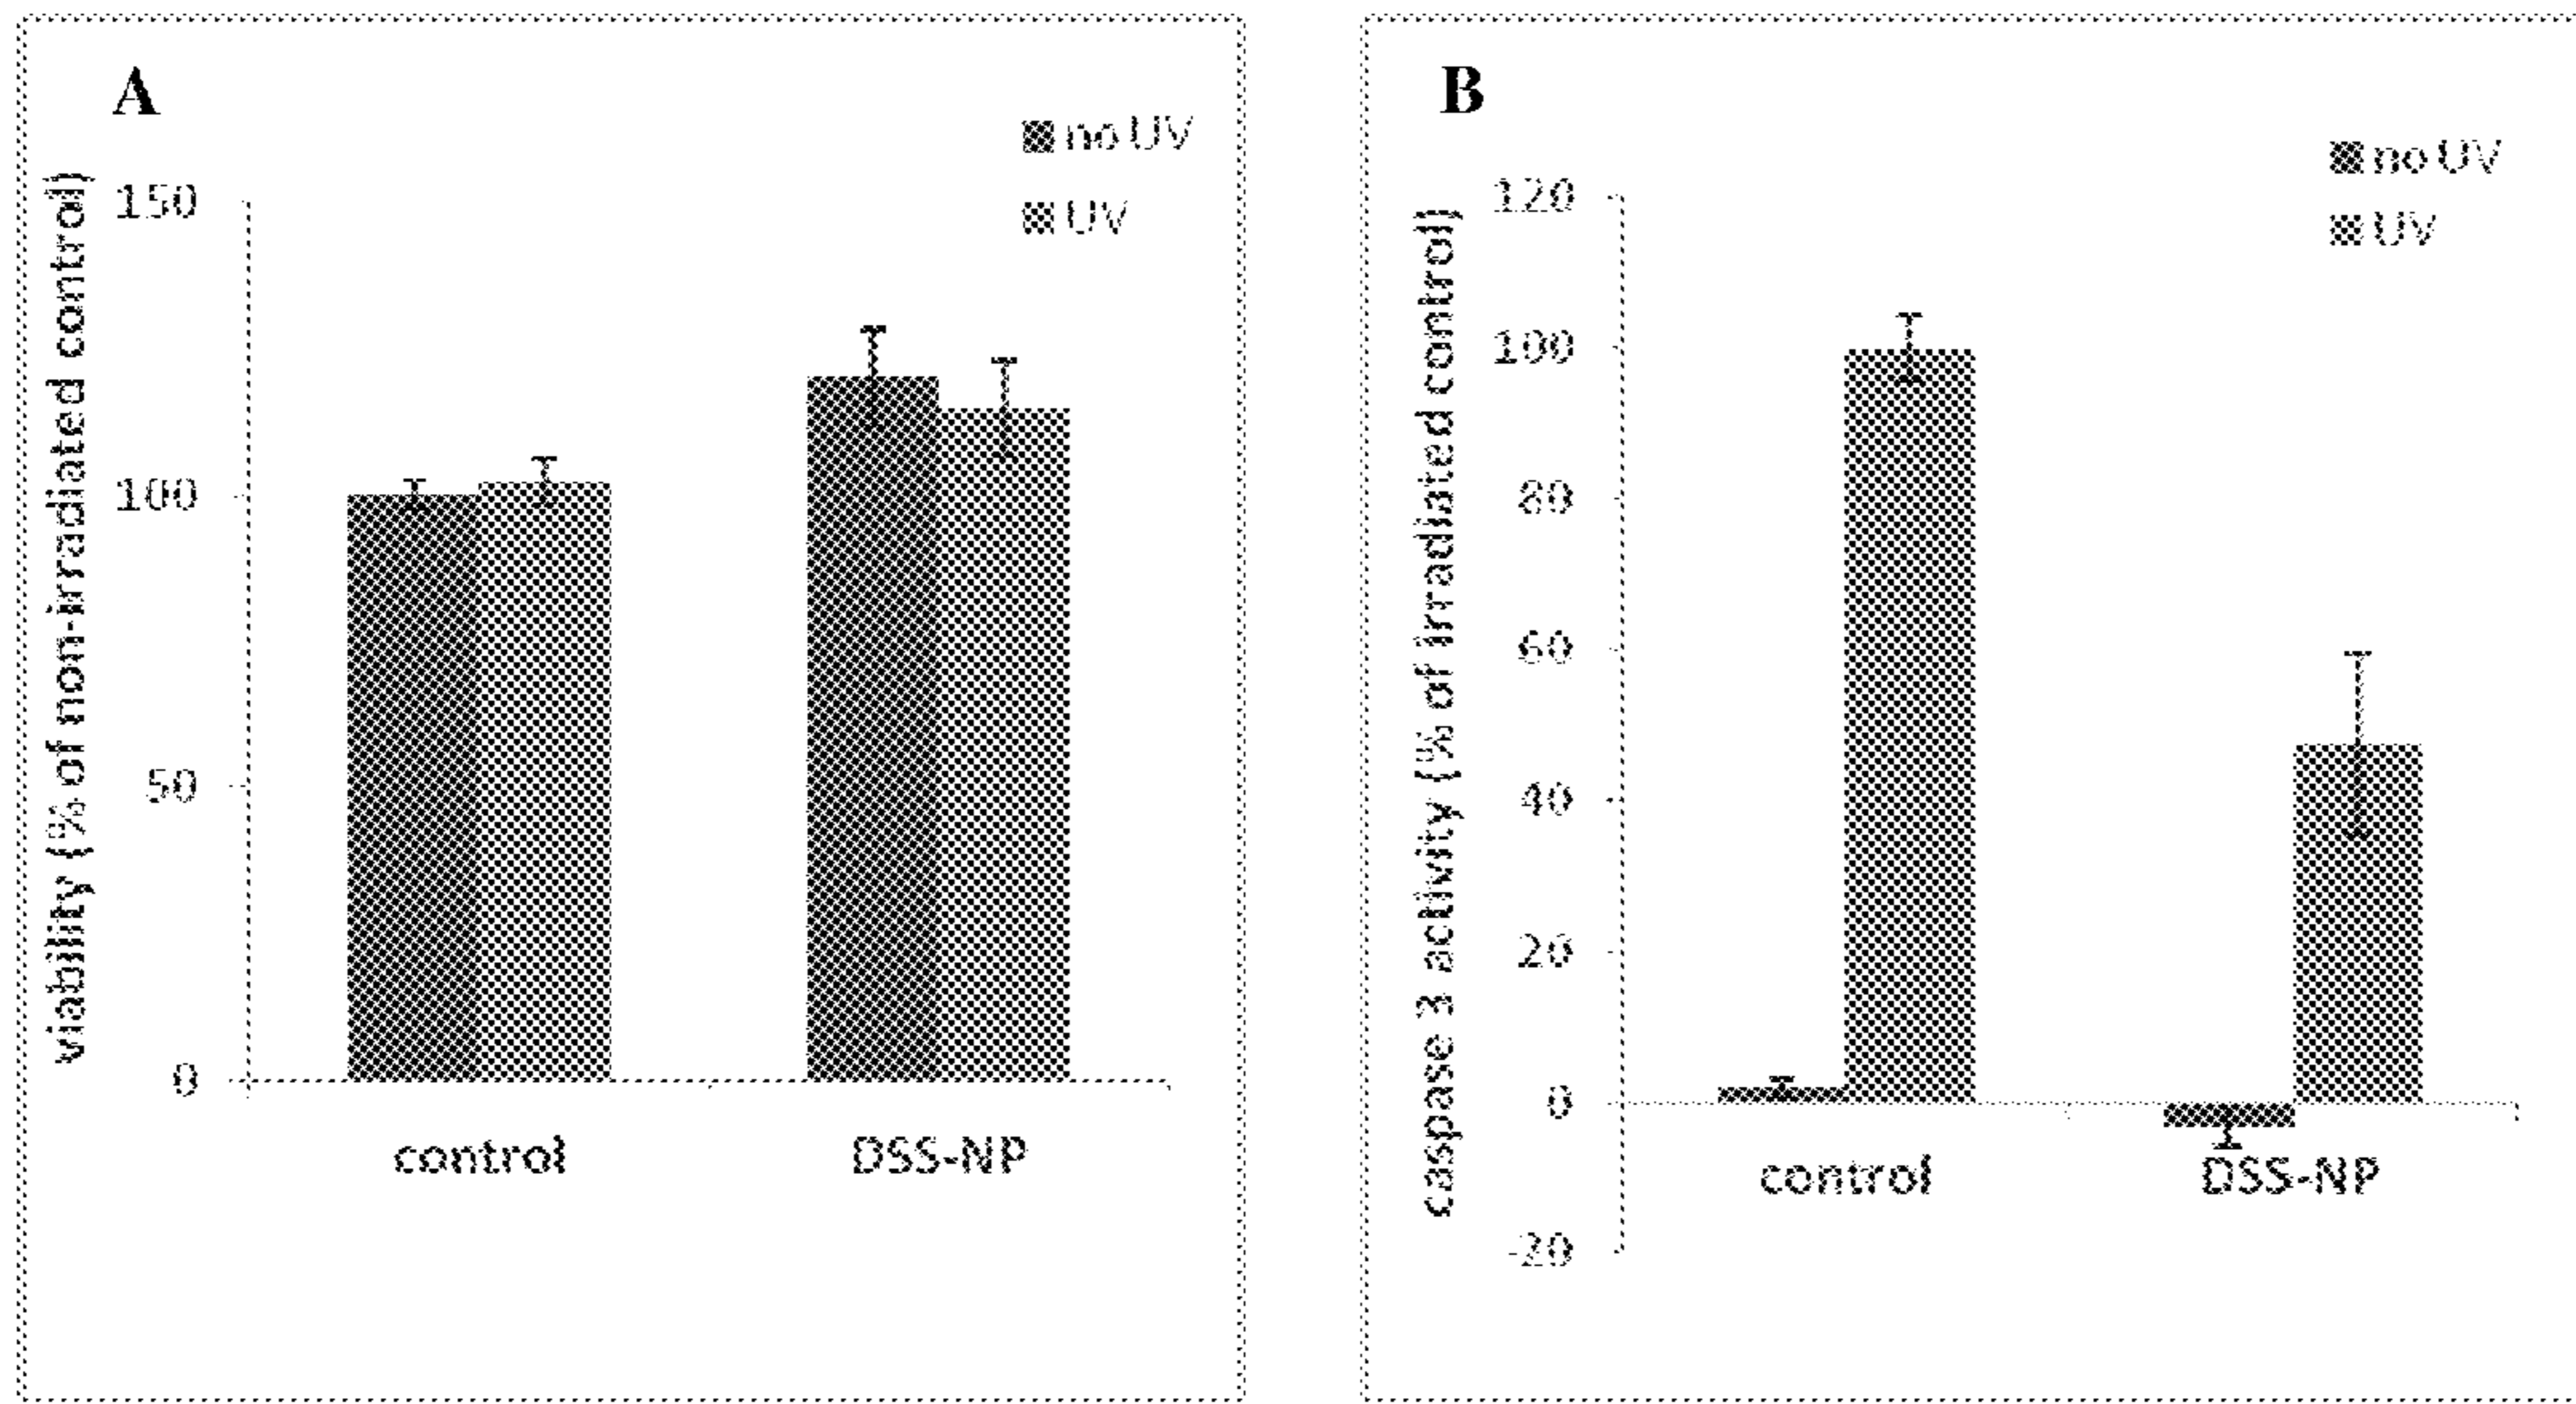 A
no UV
UV
viability (% of non-irradiated control)
150
100
50
0
control
DSS-NP
B
no UV
UV
caspase 3 activity (% of irradiated control)
120
100
80
60
40
20
0
-20
control
DSS-NP